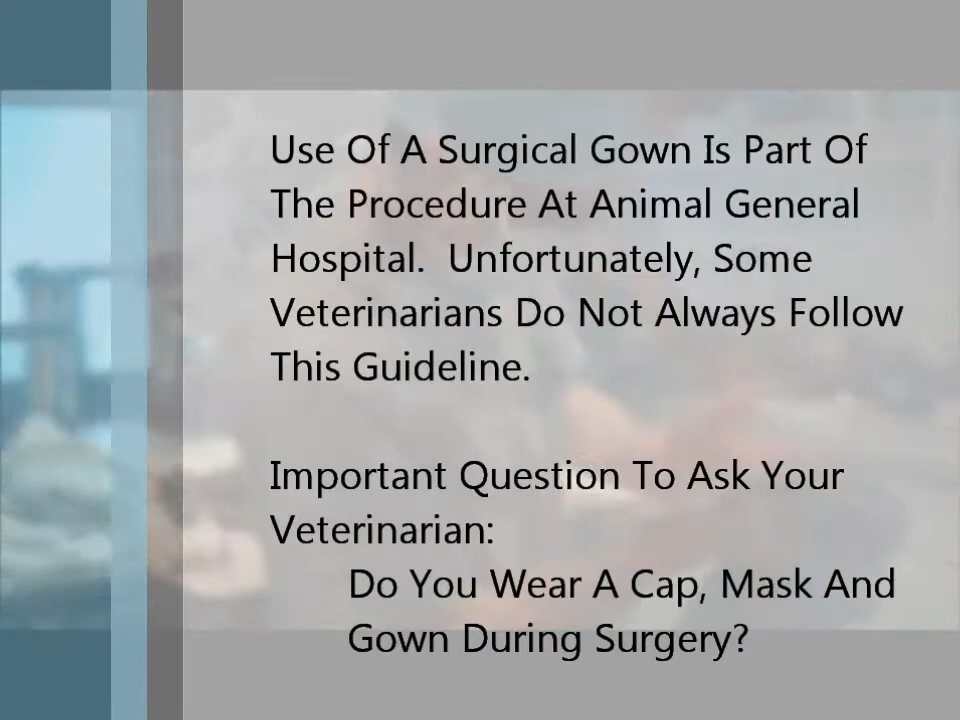 Use Of A Surgical Gown Is Part Of
The Procedure At Animal General
Hospital.  Unfortunately, Some
Veterinarians Do Not Always Follow
This Guideline.
Important Question To Ask Your
Veterinarian:
Do You Wear A Cap, Mask And
Gown During Surgery?